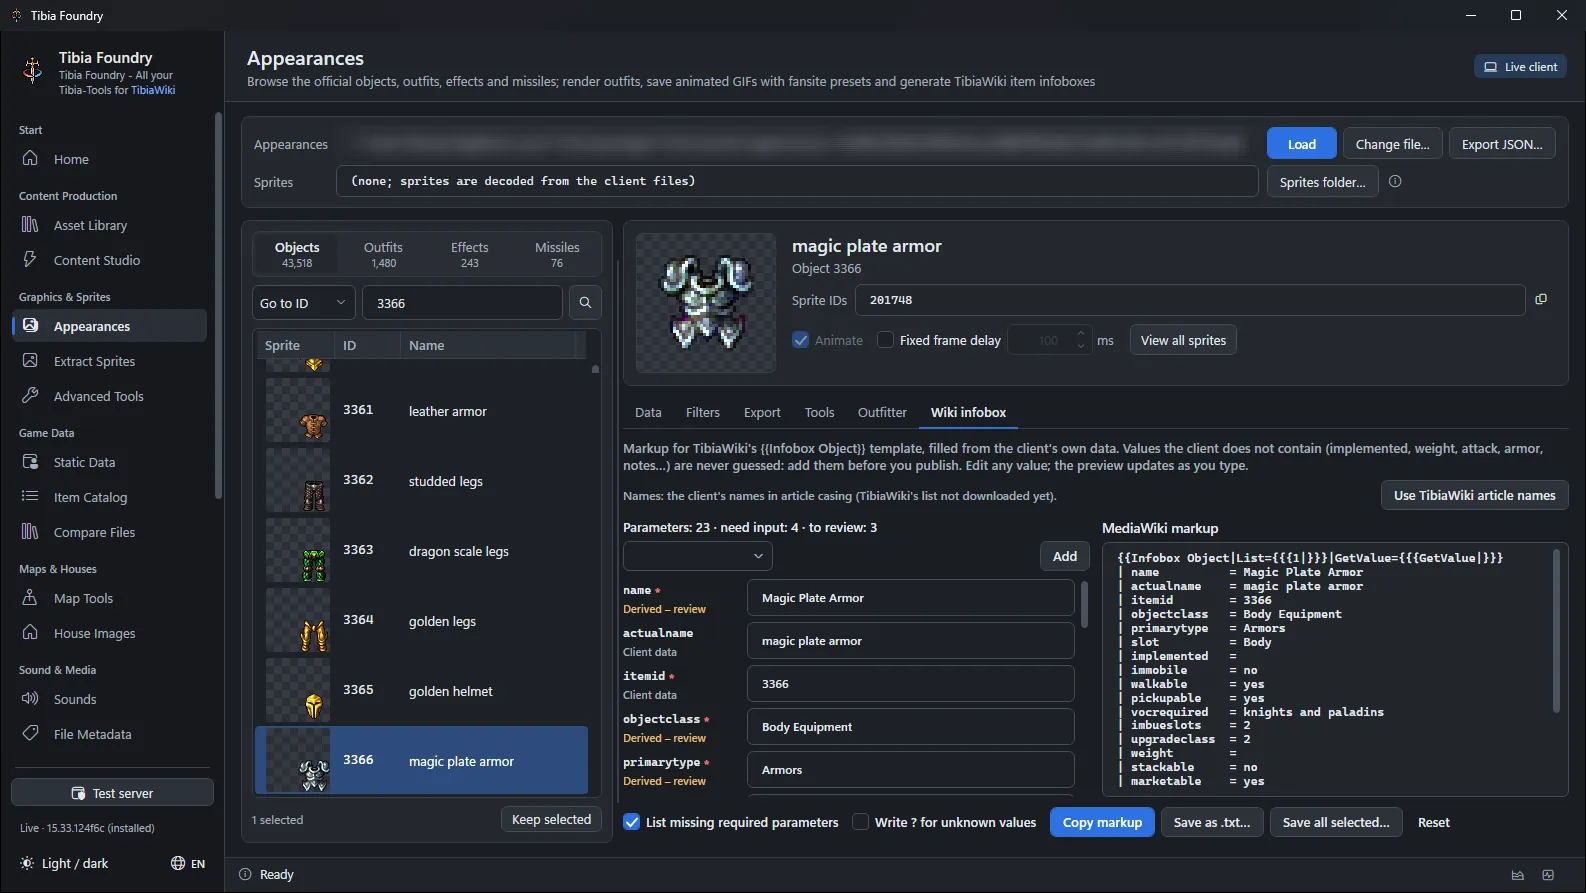 Tibia Foundry
Tibia Foundry
Tibia Foundry - All your
Tibia-Tools for TibiaWiki
Start
Home
Content Production
Asset Library
Content Studio
Graphics & Sprites
Appearances
Extract Sprites
Advanced Tools
Game Data
Static Data
Item Catalog
Compare Files
Maps & Houses
Map Tools
House Images
Sound & Media
Sounds
File Metadata
Test server
Live · 15.33.124f6c (installed)
Light / dark
EN
Appearances
Browse the official objects, outfits, effects and missiles; render outfits, save animated GIFs with fansite presets and generate TibiaWiki item infoboxes
Live client
Appearances
Load
Change file...
Export JSON...
Sprites
(none; sprites are decoded from the client files)
Sprites folder...
Objects
43,518
Outfits
1,480
Effects
243
Missiles
76
Go to ID
3366
Sprite
ID
Name
3361
leather armor
3362
studded legs
3363
dragon scale legs
3364
golden legs
3365
golden helmet
3366
magic plate armor
1 selected
Keep selected
magic plate armor
Object 3366
Sprite IDs
201748
Animate
Fixed frame delay
100
ms
View all sprites
Data
Filters
Export
Tools
Outfitter
Wiki infobox
Markup for TibiaWiki's {{Infobox Object}} template, filled from the client's own data. Values the client does not contain (implemented, weight, attack, armor,
notes...) are never guessed: add them before you publish. Edit any value; the preview updates as you type.
Names: the client's names in article casing (TibiaWiki's list not downloaded yet).
Use TibiaWiki article names
Parameters: 23 · need input: 4 · to review: 3
Add
name *
Derived – review
Magic Plate Armor
actualname
Client data
magic plate armor
itemid *
Client data
3366
objectclass *
Derived – review
Body Equipment
primarytype *
Derived – review
Armors
MediaWiki markup
{{Infobox Object|List={{{1|}}}|GetValue={{{GetValue|}}}
| name = Magic Plate Armor
| actualname = magic plate armor
| itemid = 3366
| objectclass = Body Equipment
| primarytype = Armors
| slot = Body
| implemented =
| immobile = no
| walkable = yes
| pickupable = yes
| vocrequired = knights and paladins
| imbueslots = 2
| upgradeclass = 2
| weight =
| stackable = no
| marketable = yes
List missing required parameters
Write ? for unknown values
Copy markup
Save as .txt...
Save all selected...
Reset
Ready